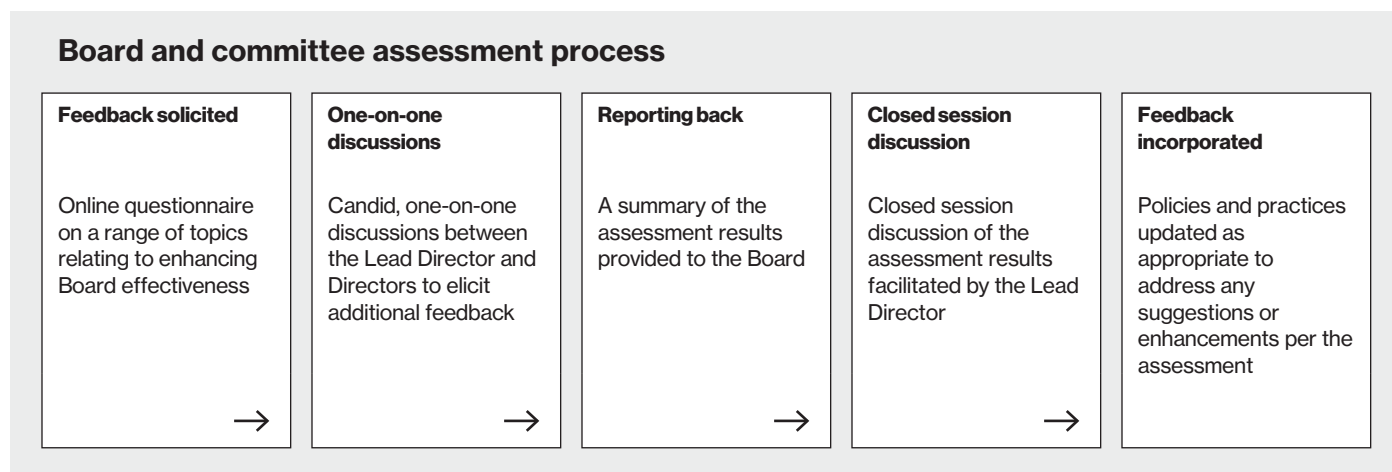 Board and committee assessment process
Feedback solicited
Online questionnaire
on a range of topics
relating to enhancing
Board effectiveness
One-on-one
discussions
Candid, one-on-one
discussions between
the Lead Director and
Directors to elicit
additional feedback
Reporting back
A summary of the
assessment results
provided to the Board
Closed session
discussion
Closed session
discussion of the
assessment results
facilitated by the Lead
Director
Feedback
incorporated
Policies and practices
updated as
appropriate to
address any
suggestions or
enhancements per the
assessment